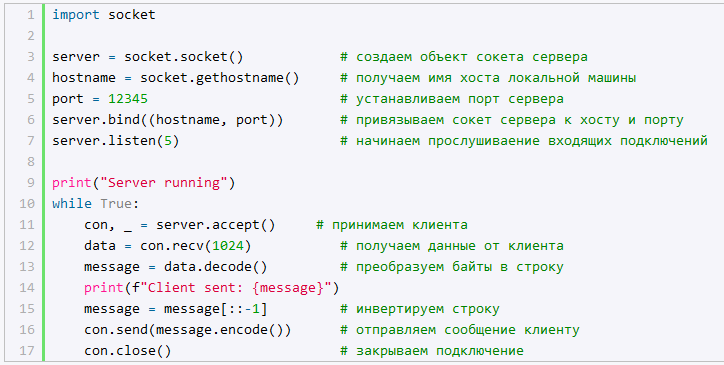 1 import socket
2
3 server = socket.socket()            # создаем объект сокета сервера
4 hostname = socket.gethostname()     # получаем имя хоста локальной машины
5 port = 12345                        # устанавливаем порт сервера
6 server.bind((hostname, port))       # привязываем сокет сервера к хосту и порту
7 server.listen(5)                    # начинаем прослушиваение входящих подключений
8
9 print("Server running")
10 while True:
11     con, _ = server.accept()     # принимаем клиента
12     data = con.recv(1024)           # получаем данные от клиента
13     message = data.decode()         # преобразуем байты в строку
14     print(f"Client sent: {message}")
15     message = message[::-1]         # инвертируем строку
16     con.send(message.encode())      # отправляем сообщение клиенту
17     con.close()                     # закрываем подключение